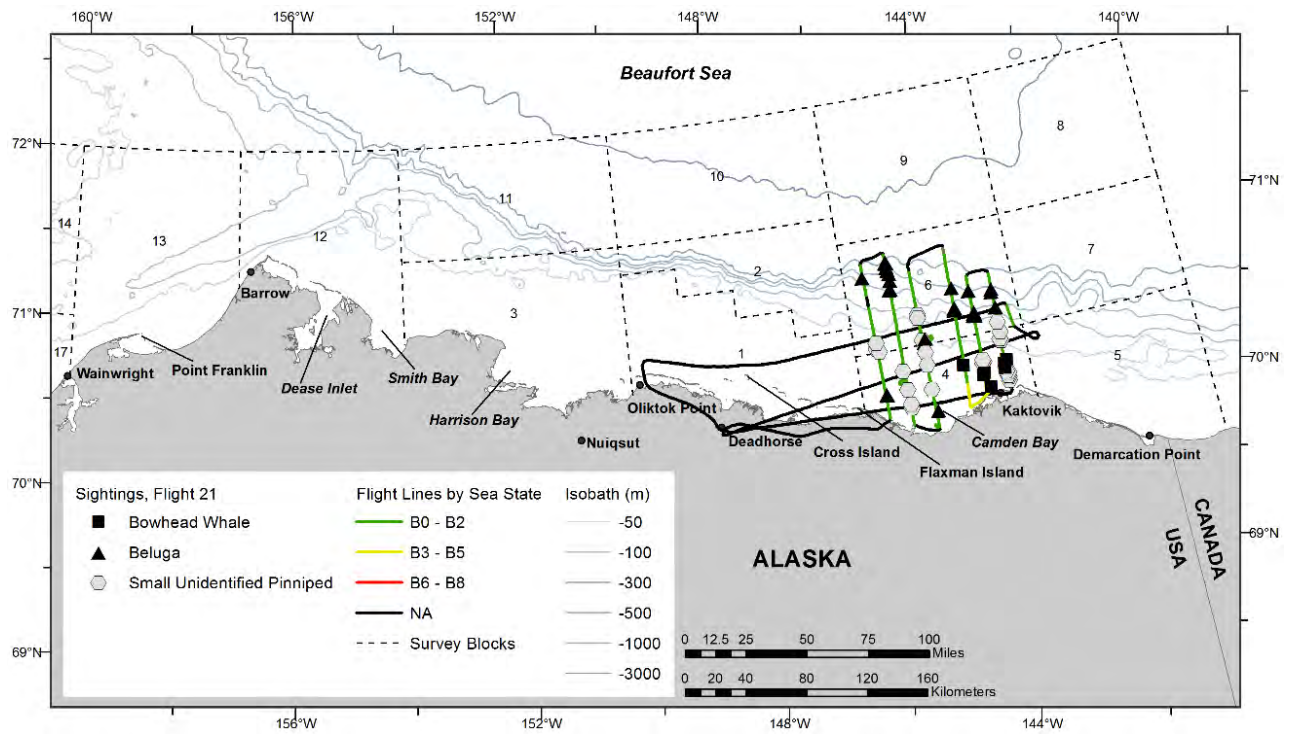 160°W 156°W 152°W 148°W 144°W 140°W
Beaufort Sea
72°N
71°N
8
9
10
11
14
13
12
7
2
6
Barrow
3
71°N
1
70°N
5
17
Point Franklin
Wainwright
Dease Inlet
Smith Bay
4
Harrison Bay
Oliktok Point
Kaktovik
Nuiqsut
Deadhorse
Camden Bay
Cross Island
Demarcation Point
Flaxman Island
70°N
69°N
69°N
Sightings, Flight 21
Bowhead Whale
Beluga
Small Unidentified Pinniped
Flight Lines by Sea State
B0 - B2
B3 - B5
B6 - B8
NA
Survey Blocks
Isobath (m)
-50
-100
-300
-500
-1000
-3000
ALASKA
USA
CANADA
0 12.5 25 50 75 100
Miles
0 20 40 80 120 160
Kilometers
156°W 152°W 148°W 144°W